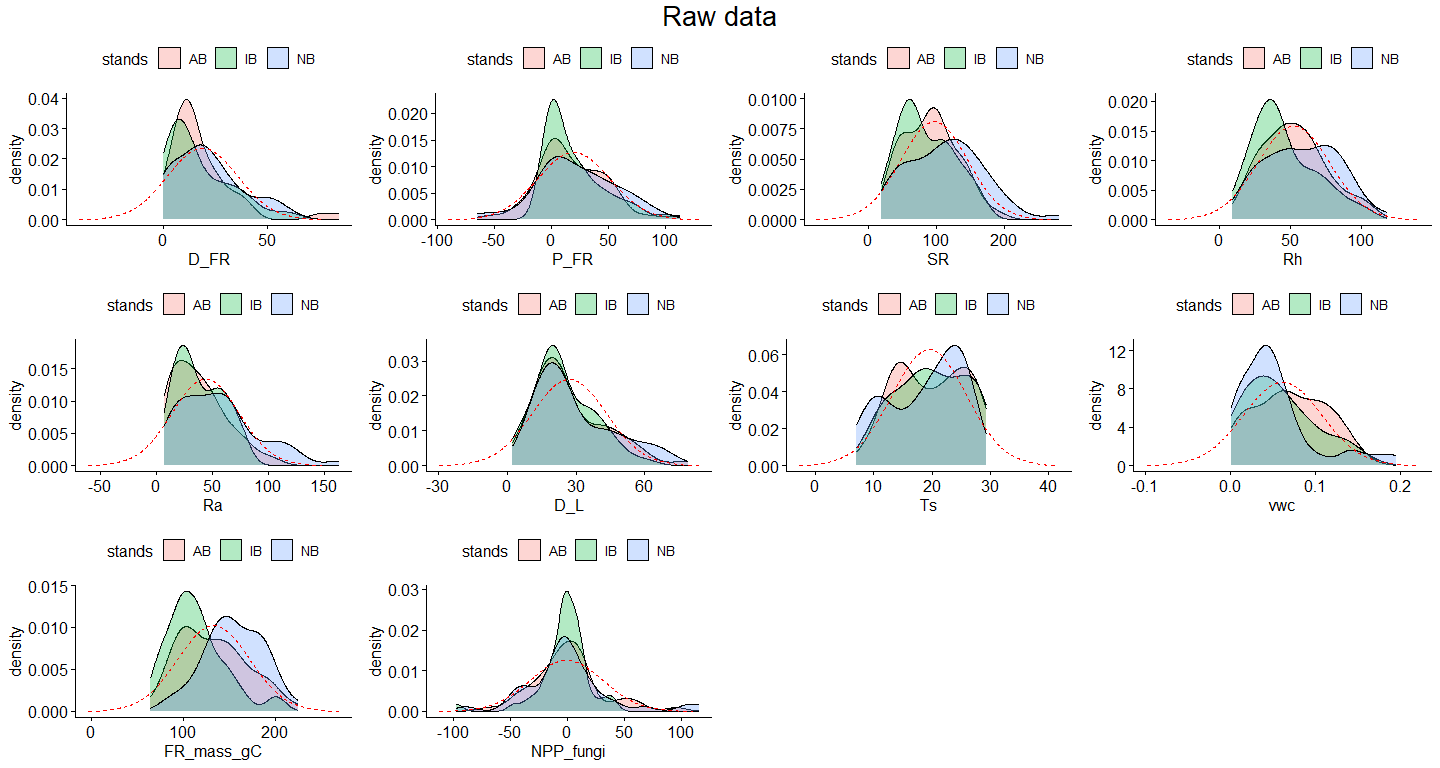 Raw data
stands AB IB NB
0.04
0.03
0.02
0.01
0.00
density
0 50
D_FR
stands AB IB NB
0.020
0.015
0.010
0.005
0.000
density
-100 -50 0 50 100
P_FR
stands AB IB NB
0.0100
0.0075
0.0050
0.0025
0.0000
density
0 100 200
SR
stands AB IB NB
0.020
0.015
0.010
0.005
0.000
density
0 50 100
Rh
stands AB IB NB
0.015
0.010
0.005
0.000
density
-50 0 50 100 150
Ra
stands AB IB NB
0.03
0.02
0.01
0.00
density
-30 0 30 60
D_L
stands AB IB NB
0.06
0.04
0.02
0.00
density
0 10 20 30 40
Ts
stands AB IB NB
12
8
4
0
density
-0.1 0.0 0.1 0.2
vwc
stands AB IB NB
0.015
0.010
0.005
0.000
density
0 100 200
FR_mass_gC
stands AB IB NB
0.03
0.02
0.01
0.00
density
-100 -50 0 50 100
NPP_fungi